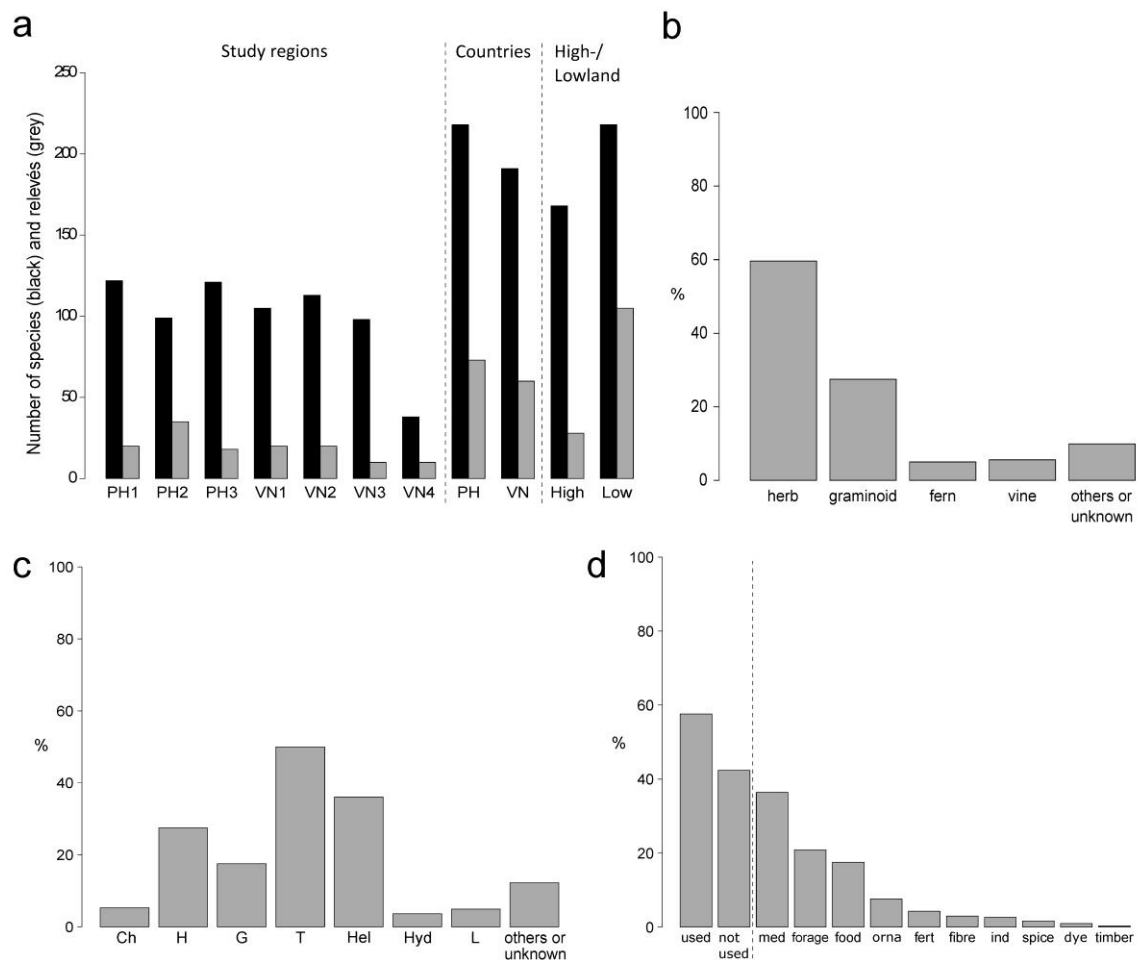 a
Study regions
Countries
High-/
Lowland
Number of species (black) and relevés (grey)
250
200
150
100
50
0
PH1 PH2 PH3 VN1 VN2 VN3 VN4 PH VN High Low
b
100
80
60
%
40
20
0
herb graminoid fern vine others or
unknown
c
100
80
60
%
40
20
0
Ch H G T Hel Hyd L others or
unknown
d
100
80
60
%
40
20
0
used not med forage food orna fert fibre ind spice dye timber
used